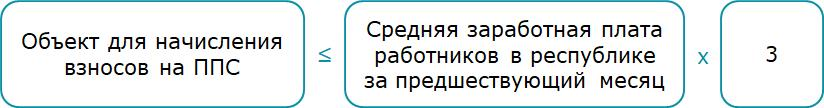 Объект для начисления
взносов на ППС
≤
Средняя заработная плата
работников в республике
за предшествующий месяц
х
3